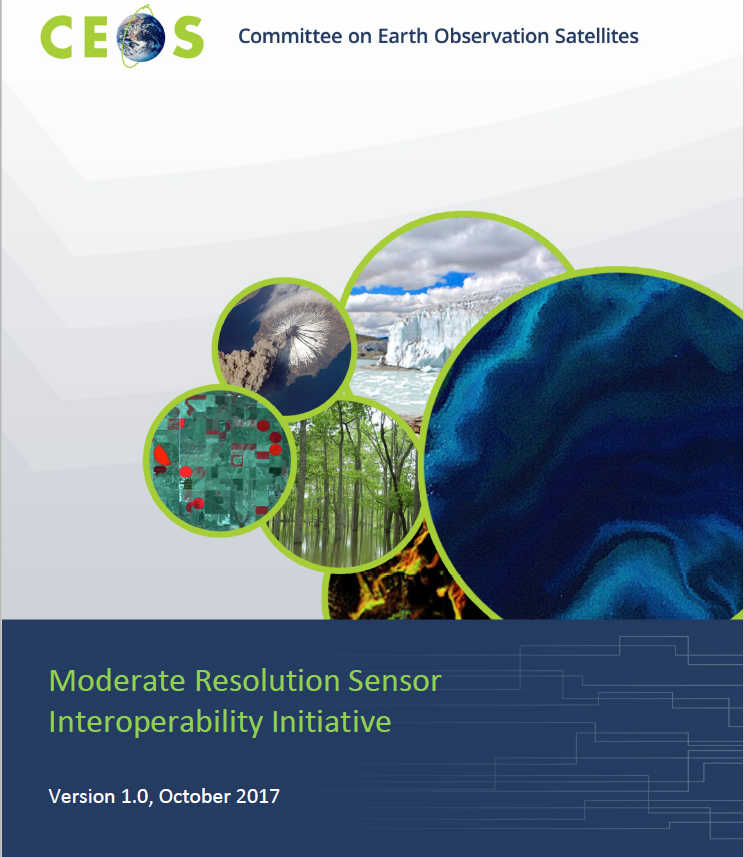 CEOS
Committee on Earth Observation Satellites
Moderate Resolution Sensor
Interoperability Initiative
Version 1.0, October 2017